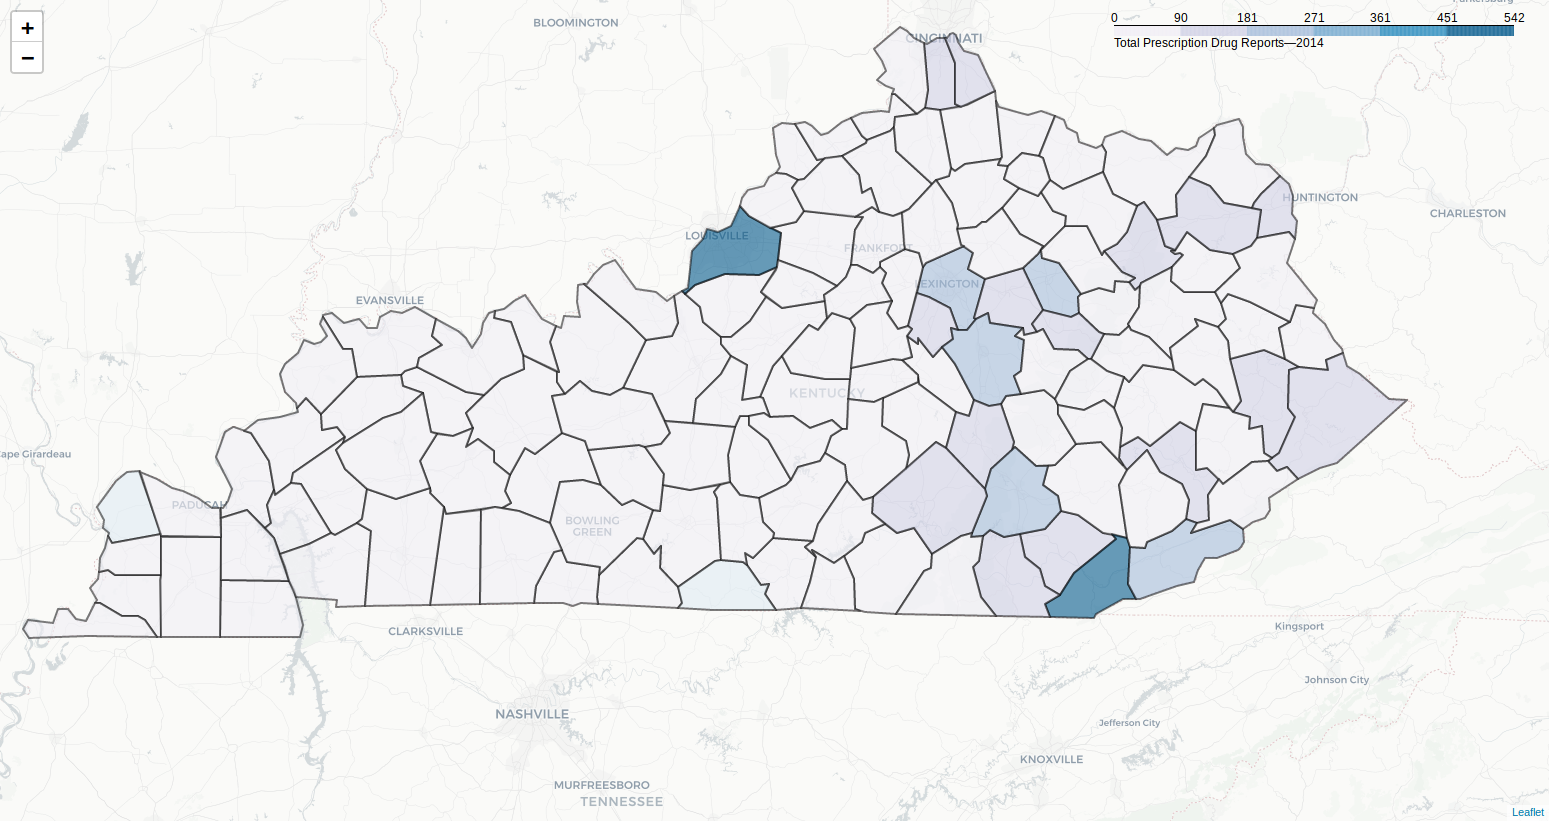 +
−
BLOOMINGTON
CINCINNATI
0 90 181 271 361 451 542
Total Prescription Drug Reports—2014
HUNTINGTON
CHARLESTON
LOUISVILLE
FRANKFORT
LEXINGTON
EVANSVILLE
KENTUCKY
Cape Girardeau
PADUCAH
BOWLING
GREEN
CLARKSVILLE
Kingsport
Johnson City
NASHVILLE
Jefferson City
KNOXVILLE
MURFREESBORO
TENNESSEE
Leaflet